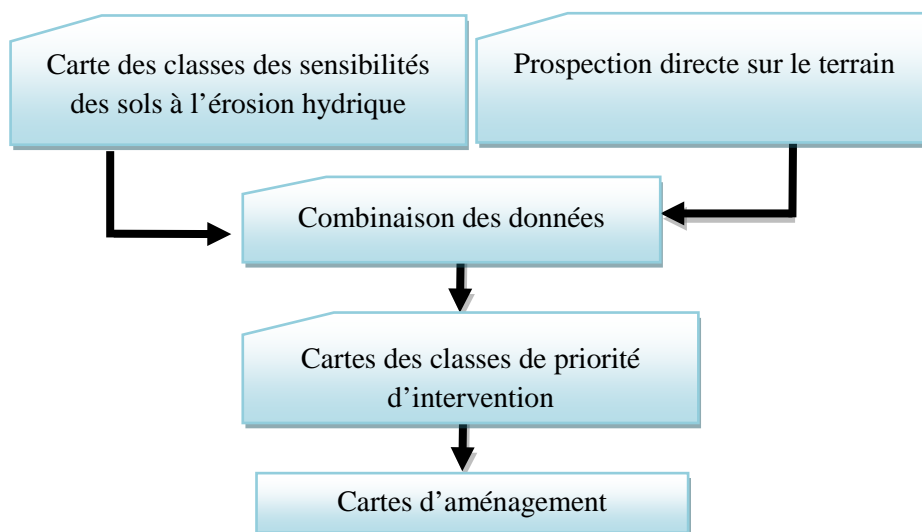 Carte des classes des sensibilités
des sols à l’érosion hydrique
Prospection directe sur le terrain
Combinaison des données
Cartes des classes de priorité
d’intervention
Cartes d’aménagement